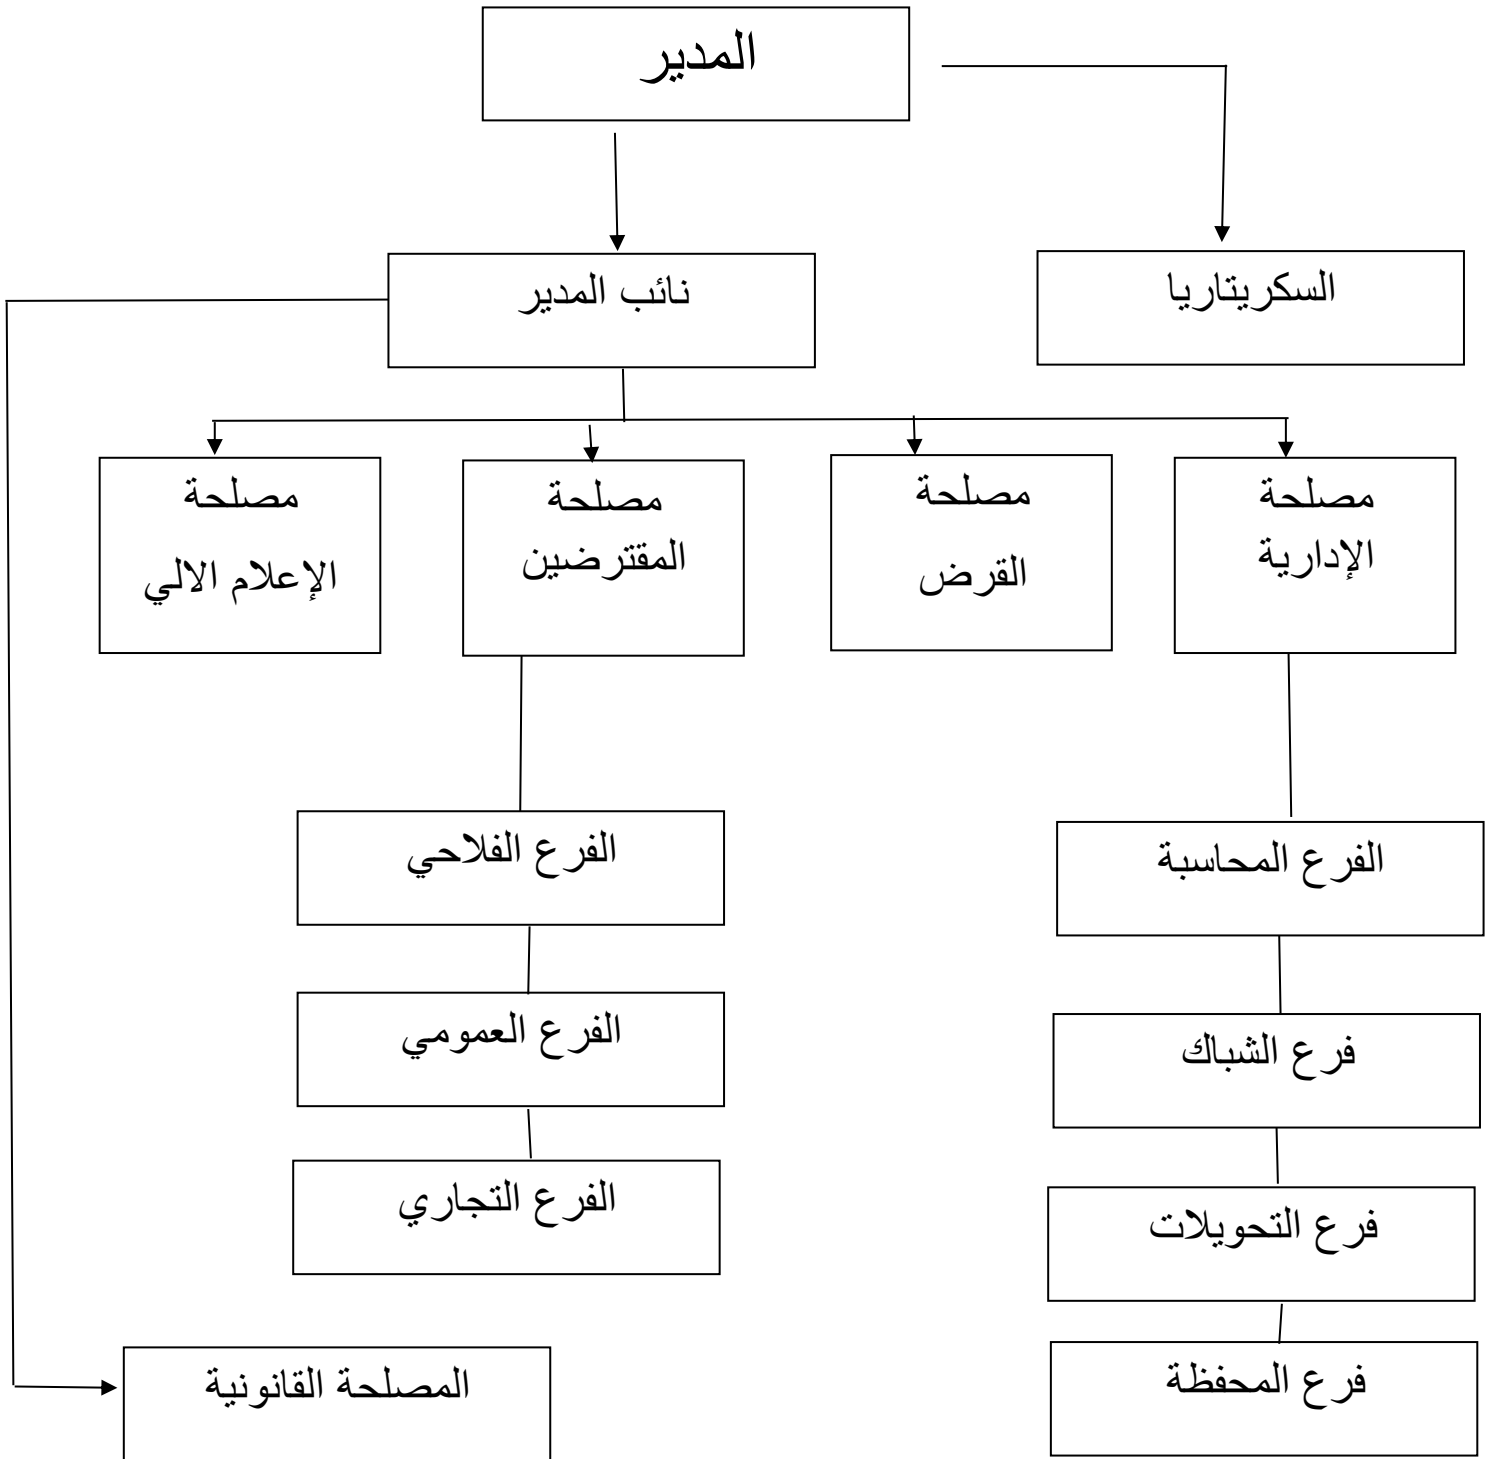 المدير
السكريتاريا
نائب المدير
مصلحة
الإدارية
مصلحة
القرض
مصلحة
المقترضين
مصلحة
الإعلام الالي
الفرع المحاسبة
الفرع الفلاحي
فرع الشباك
الفرع العمومي
فرع التحويلات
الفرع التجاري
فرع المحفظة
المصلحة القانونية